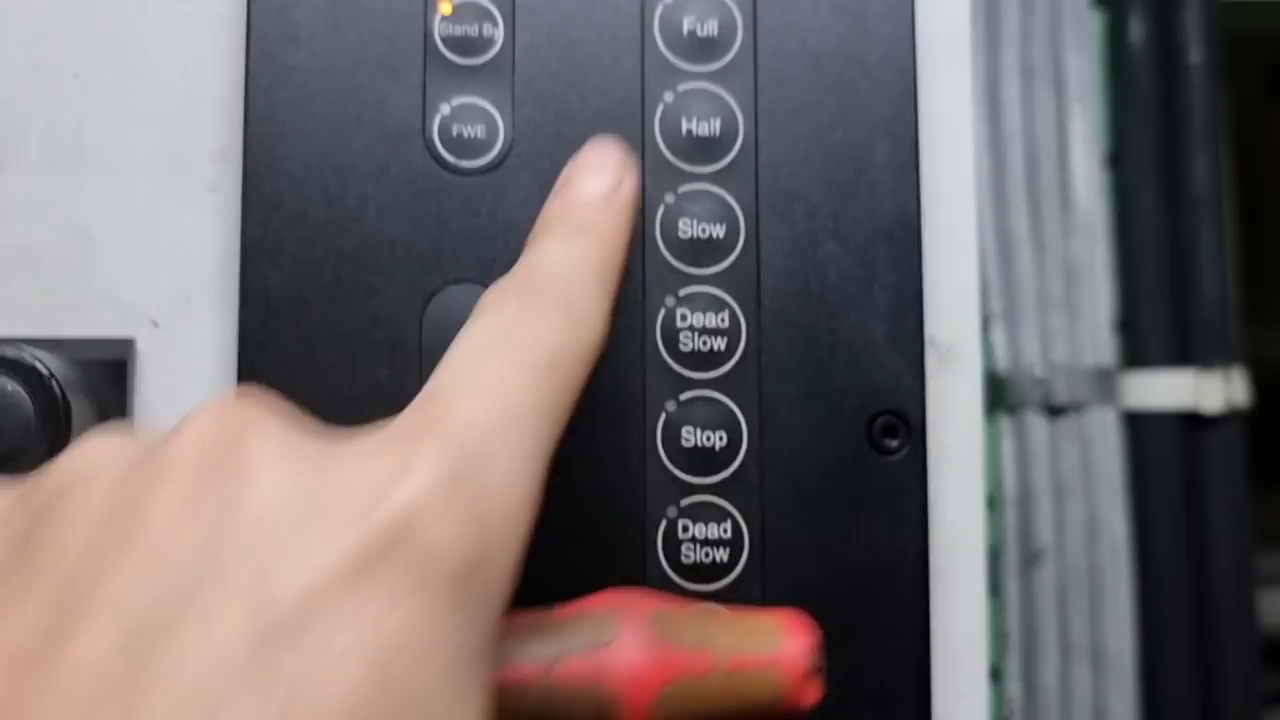 Stand By
FWE
Full
Half
Slow
Dead
Slow
Stop
Dead
Slow